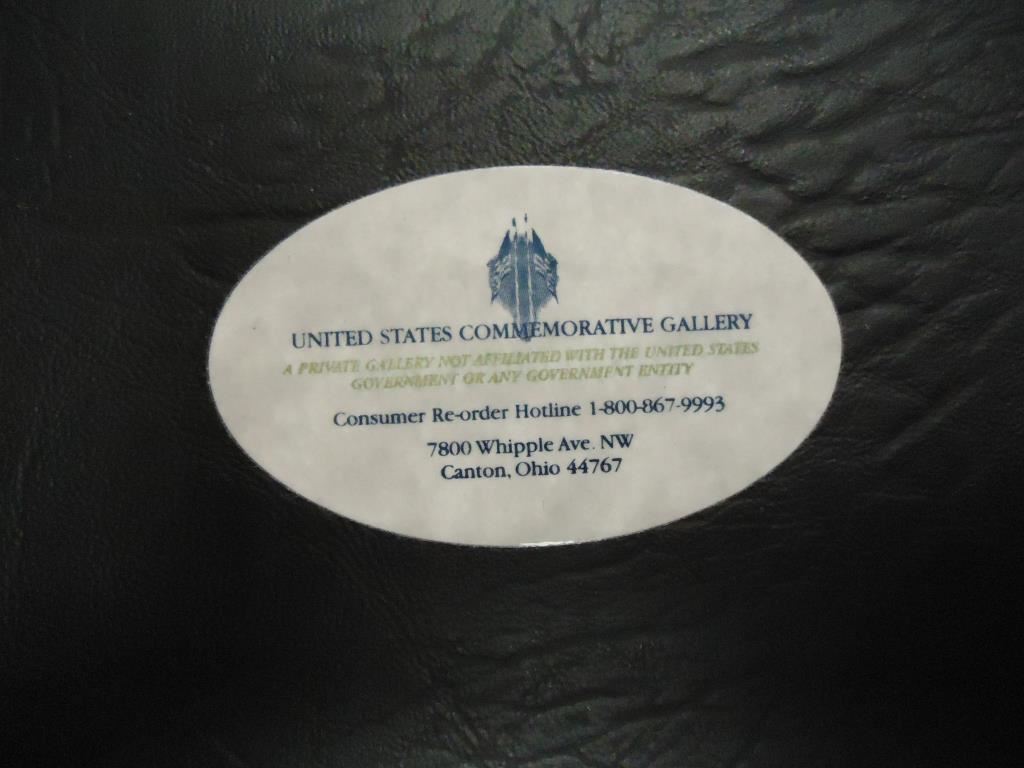 UNITED STATES COMMEMORATIVE GALLERY
A PRIVATE GALLERY NOT AFFILIATED WITH THE UNITED STATES
GOVERNMENT OR ANY GOVERNMENT ENTITY
Consumer Re-order Hotline 1-800-867-9993
7800 Whipple Ave. NW
Canton, Ohio 44767